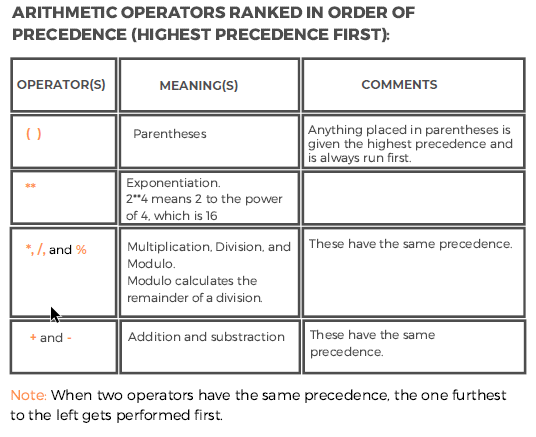 ARITHMETIC OPERATORS RANKED IN ORDER OF
PRECEDENCE (HIGHEST PRECEDENCE FIRST):
OPERATOR(S)
MEANING(S)
COMMENTS
( )
Parentheses
Anything placed in parentheses is
given the highest precedence and
is always run first.
**
Exponentiation.
2**4 means 2 to the power
of 4, which is 16
*, /, and %
Multiplication, Division, and
Modulo.
Modulo calculates the
remainder of a division.
These have the same precedence.
+ and -
Addition and substraction
These have the same
precedence.
Note: When two operators have the same precedence, the one furthest
to the left gets performed first.